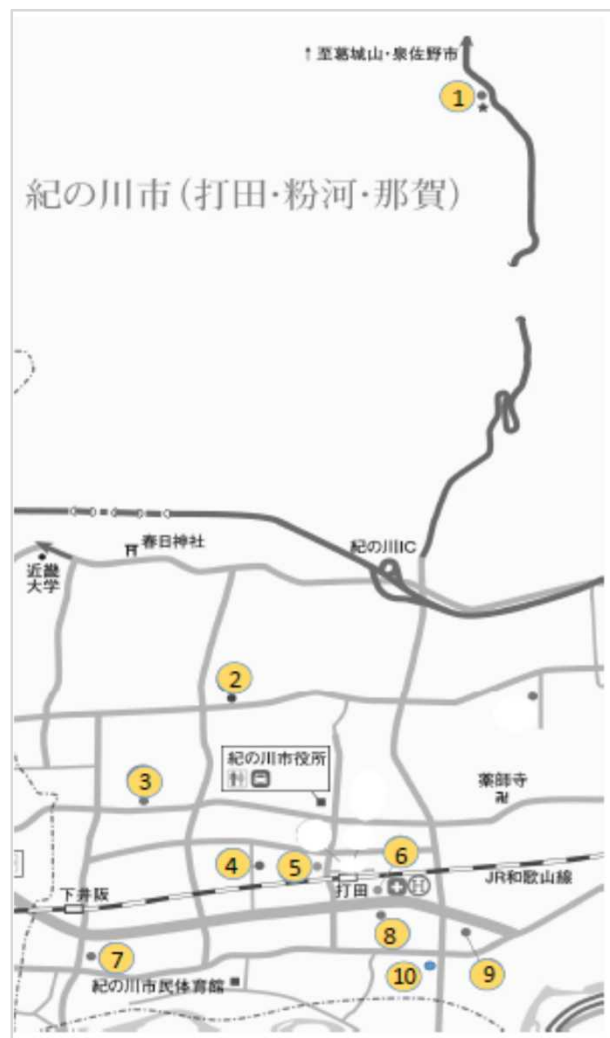 ↑至葛城山・泉佐野市
1
紀の川市(打田・粉河・那賀)
春日神社
紀の川IC
近畿
大学
2
紀の川市役所
3
薬師寺
卍
6
4
5
打田
H
JR和歌山線
下井阪
8
7
9
10
紀の川市民体育館